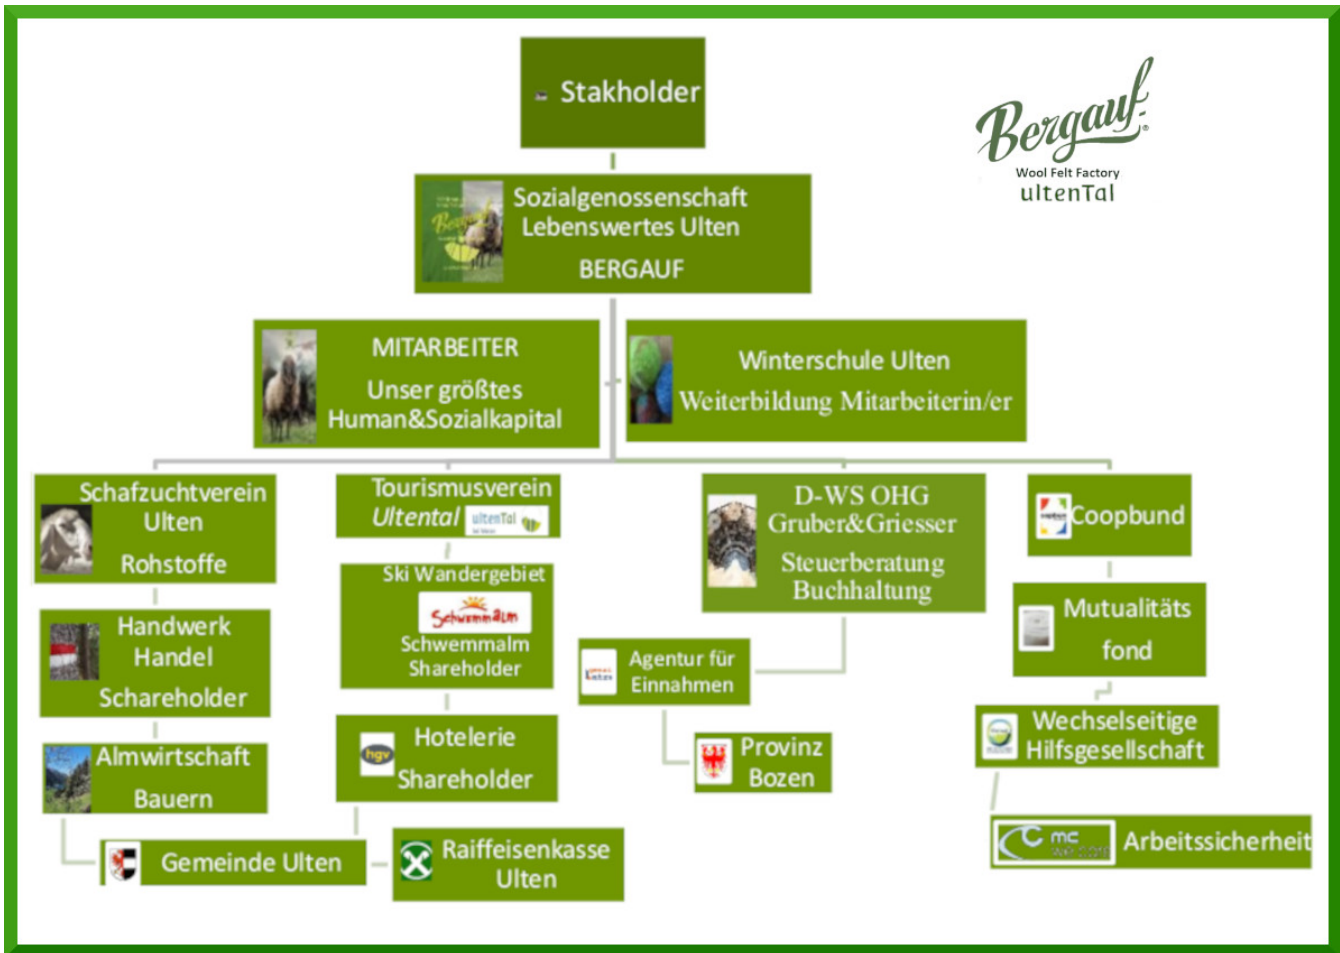 Stakholder
Bergauf
Wool Felt Factory
ultenTal
Bergauf
Sozialgenossenschaft
Lebenswertes Ulten
BERGAUF
MITARBEITER
Unser größtes
Human&Sozialkapital
Winterschule Ulten
Weiterbildung Mitarbeiterin/er
Schafzuchtverein
Ulten
Rohstoffe
Handwerk
Handel
Schareholder
Almwirtschaft
Bauern
Tourismusverein
Ultental
ultenTal
Ski Wandergebiet
Schwemmalm
Schwemmalm
Shareholder
hgv
Hotelerie
Shareholder
Gemeinde Ulten
Raiffeisenkasse
Ulten
D-WS OHG
Gruber&Griesser
Steuerberatung
Buchhaltung
Agentur für
Einnahmen
Provinz
Bozen
Coopbund
Mutualitäts
fond
Wechselseitige
Hilfsgesellschaft
mc
Arbeitssicherheit